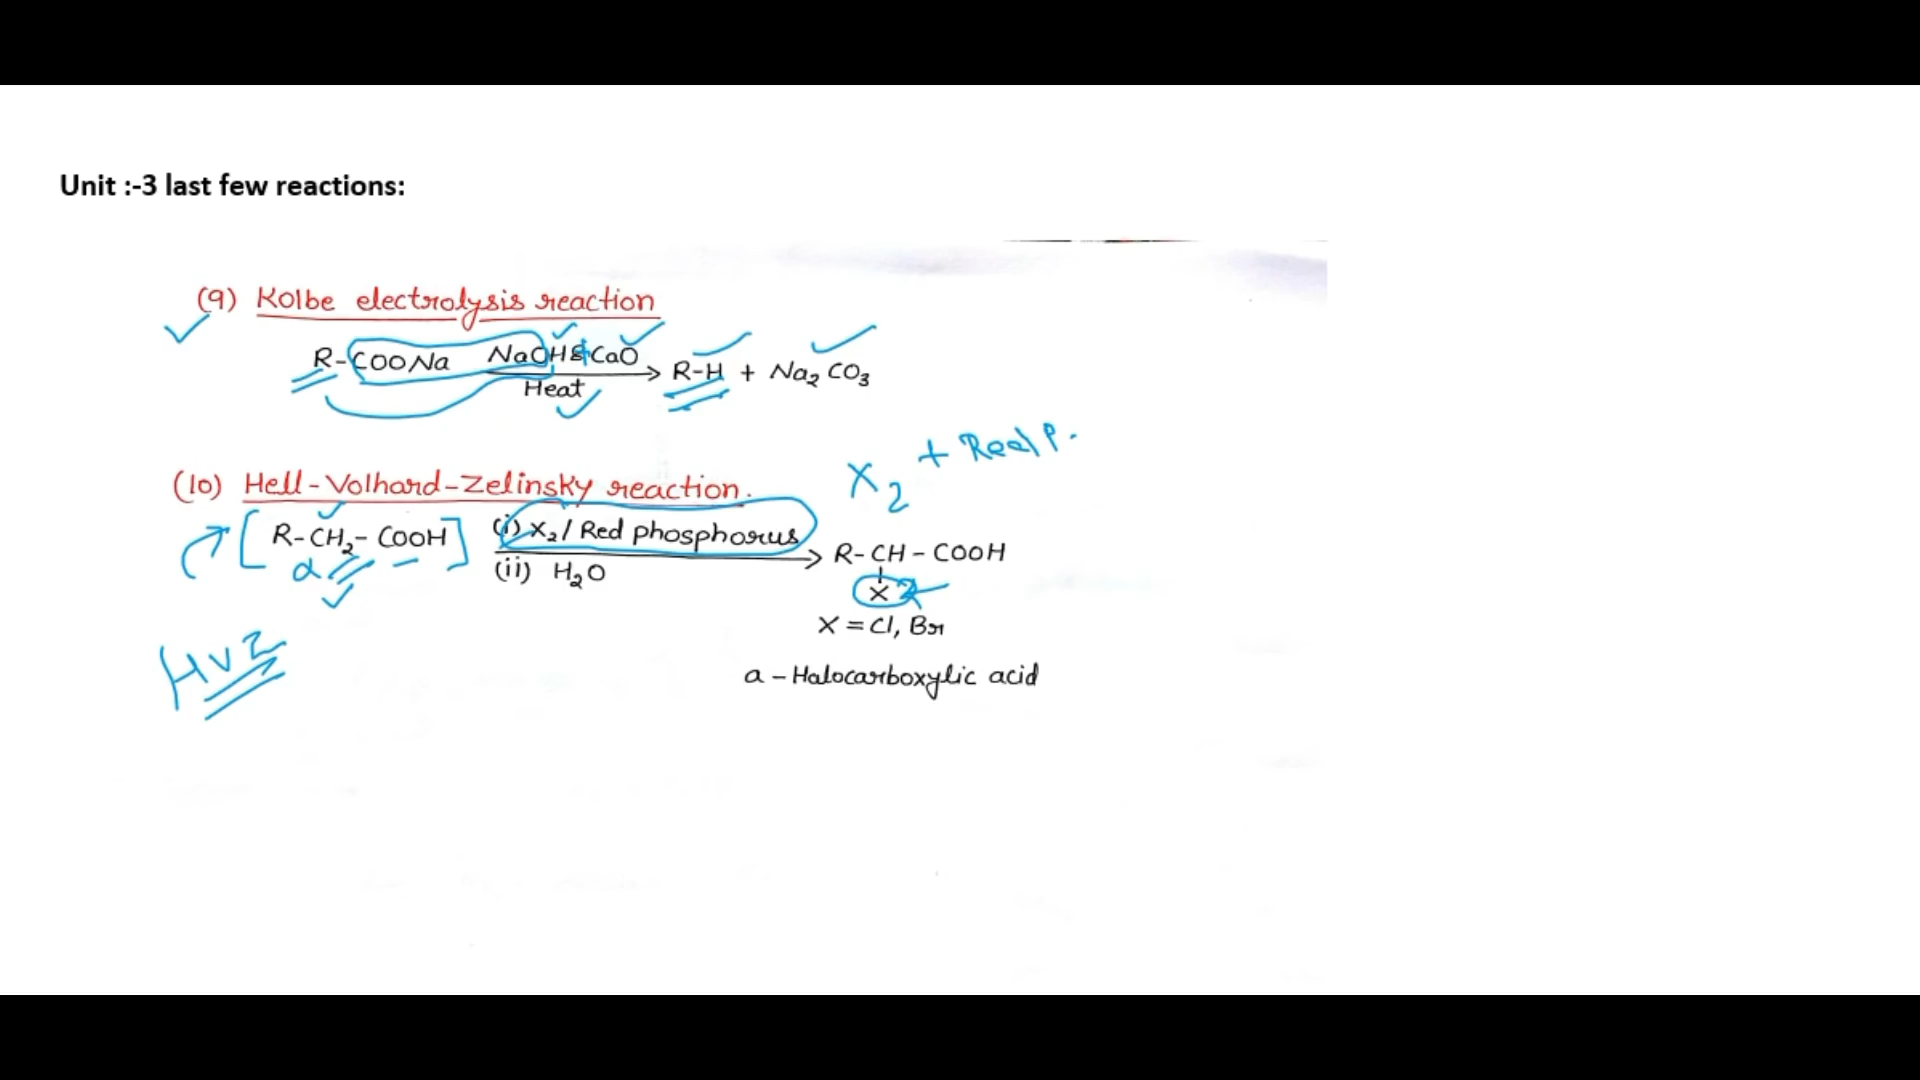 Unit :-3 last few reactions:
(9) Kolbe electrolysis reaction
R-COONa NaOH & CaO R-H + Na₂CO₃
Heat
X₂ + Red P.
(10) Hell-Volhard-Zelinsky reaction.
R-CH₂-COOH (i) X₂/Red phosphorus R-CH-COOH
α (ii) H₂O X
X = Cl, Br
HVZ
a-Halocarboxylic acid